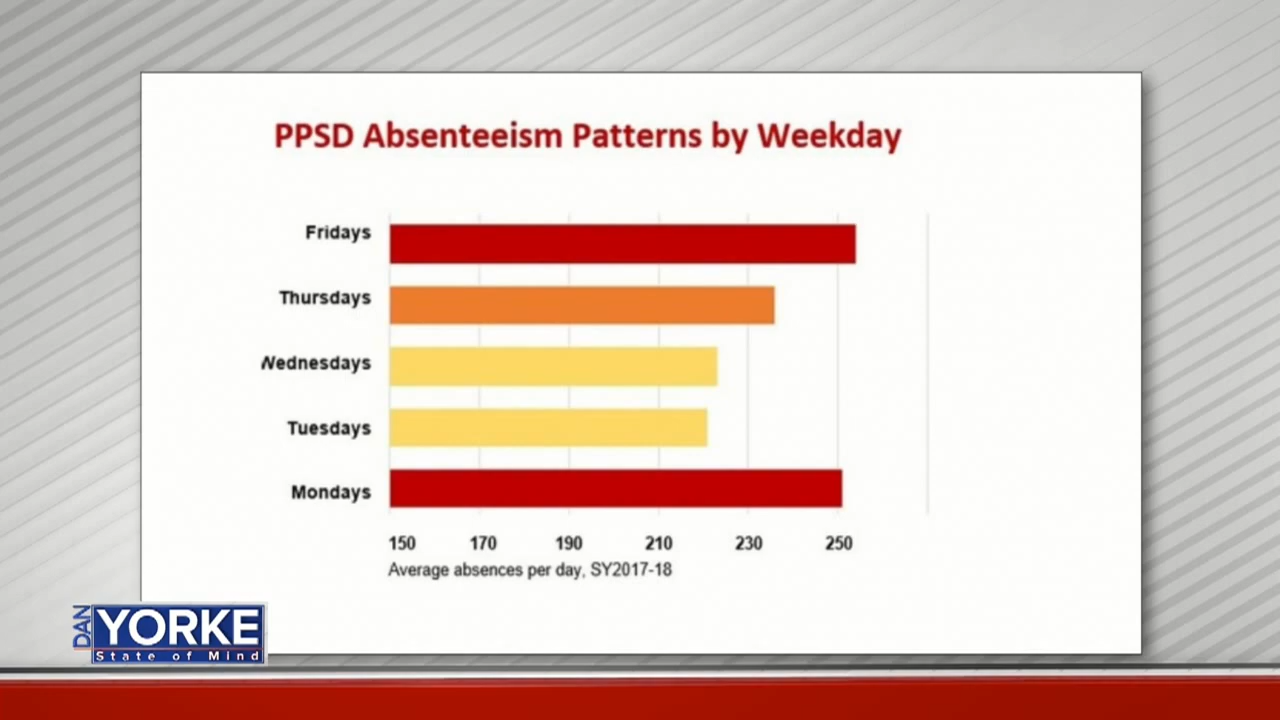 PPSD Absenteeism Patterns by Weekday
Fridays
Thursdays
Wednesdays
Tuesdays
Mondays
150 170 190 210 230 250
Average absences per day, SY2017-18
DAN
YORKE
State of Mind